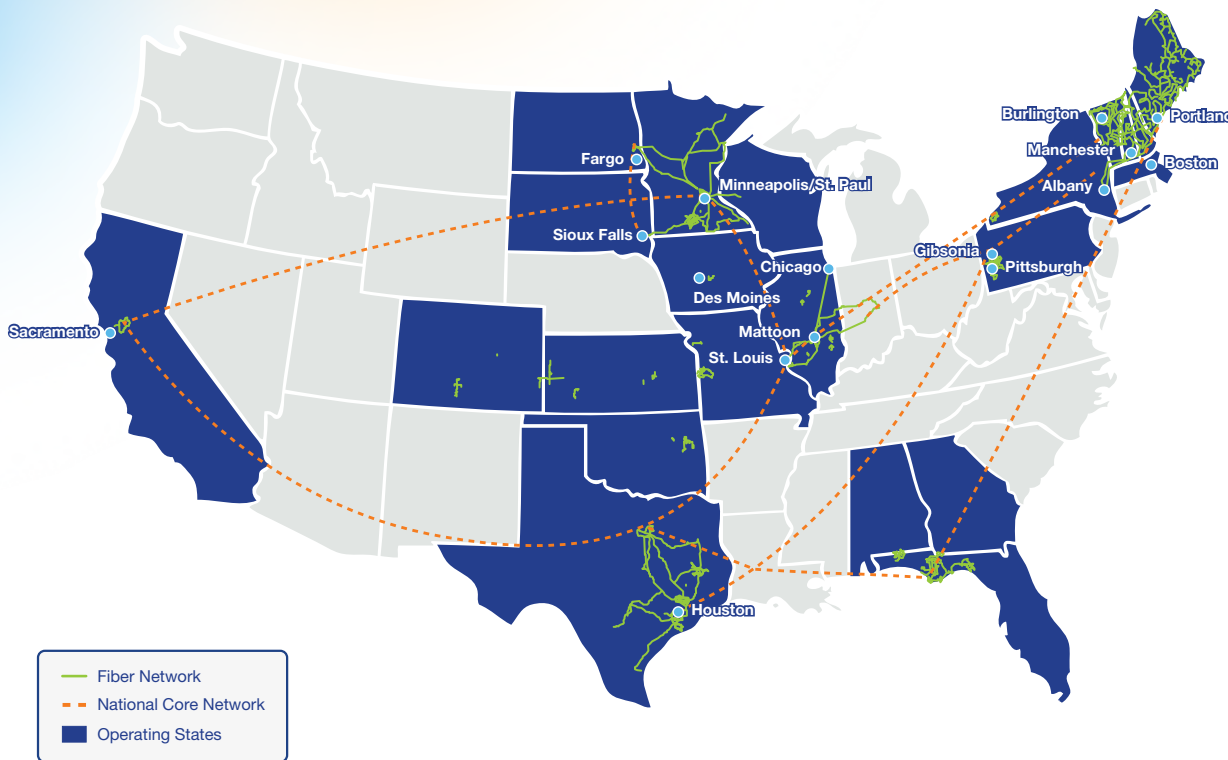 Burlington
Portland
Fargo
Manchester
Boston
Minneapolis/St. Paul
Albany
Sioux Falls
Gibsonia
Chicago
Pittsburgh
Des Moines
Sacramento
Mattoon
St. Louis
Houston
Fiber Network
National Core Network
Operating States